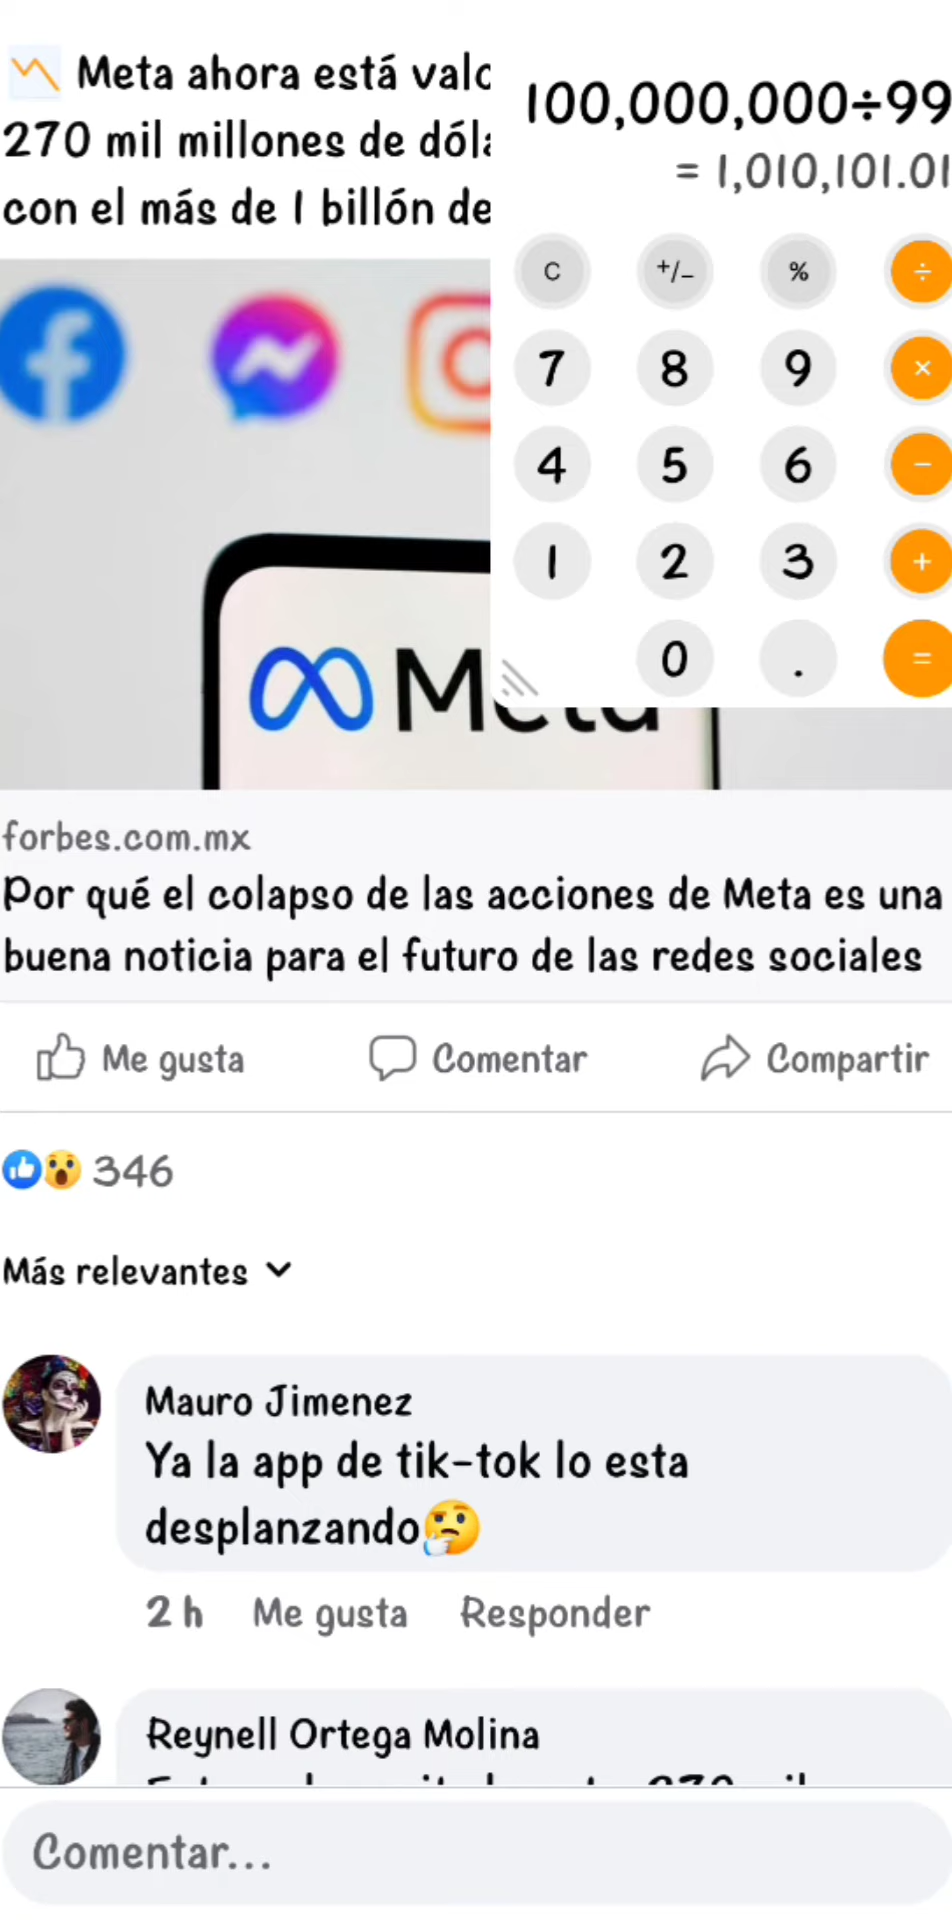 Meta ahora está
270 mil millones de
con el más de 1 billón de
100,000,000÷99
= 1,010,101.01
C +/− % ÷
7 8 9 ×
4 5 6 −
1 2 3 +
0 . =
forbes.com.mx
Por qué el colapso de las acciones de Meta es una
buena noticia para el futuro de las redes sociales
Me gusta Comentar Compartir
346
Más relevantes
Mauro Jimenez
Ya la app de tik-tok lo esta
desplanzando
2 h Me gusta Responder
Reynell Ortega Molina
Comentar...